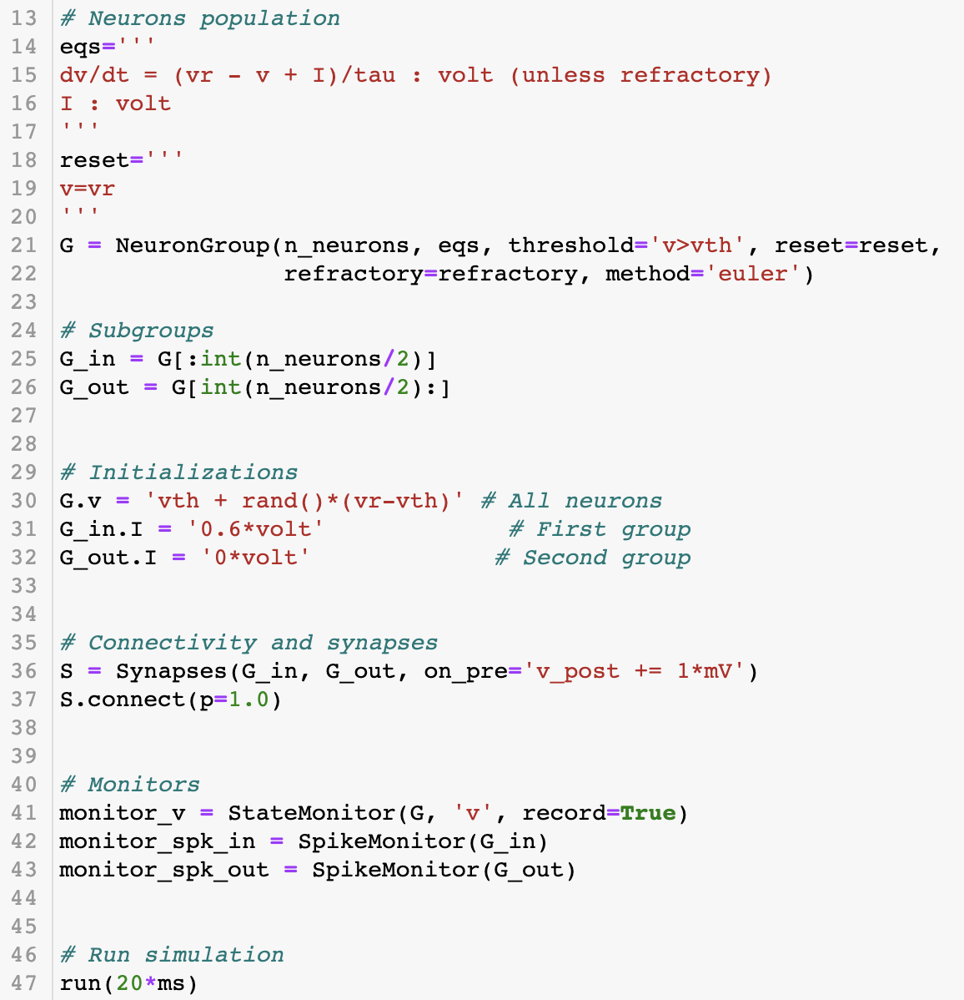 13 # Neurons population
14 eqs='''
15 dv/dt = (vr - v + I)/tau : volt (unless refractory)
16 I : volt
17 '''
18 reset='''
19 v=vr
20 '''
21 G = NeuronGroup(n_neurons, eqs, threshold='v>vth', reset=reset,
22                 refractory=refractory, method='euler')
23
24 # Subgroups
25 G_in = G[:int(n_neurons/2)]
26 G_out = G[int(n_neurons/2):]
27
28
29 # Initializations
30 G.v = 'vth + rand()*(vr-vth)' # All neurons
31 G_in.I = '0.6*volt'             # First group
32 G_out.I = '0*volt'             # Second group
33
34
35 # Connectivity and synapses
36 S = Synapses(G_in, G_out, on_pre='v_post += 1*mV')
37 S.connect(p=1.0)
38
39
40 # Monitors
41 monitor_v = StateMonitor(G, 'v', record=True)
42 monitor_spk_in = SpikeMonitor(G_in)
43 monitor_spk_out = SpikeMonitor(G_out)
44
45
46 # Run simulation
47 run(20*ms)